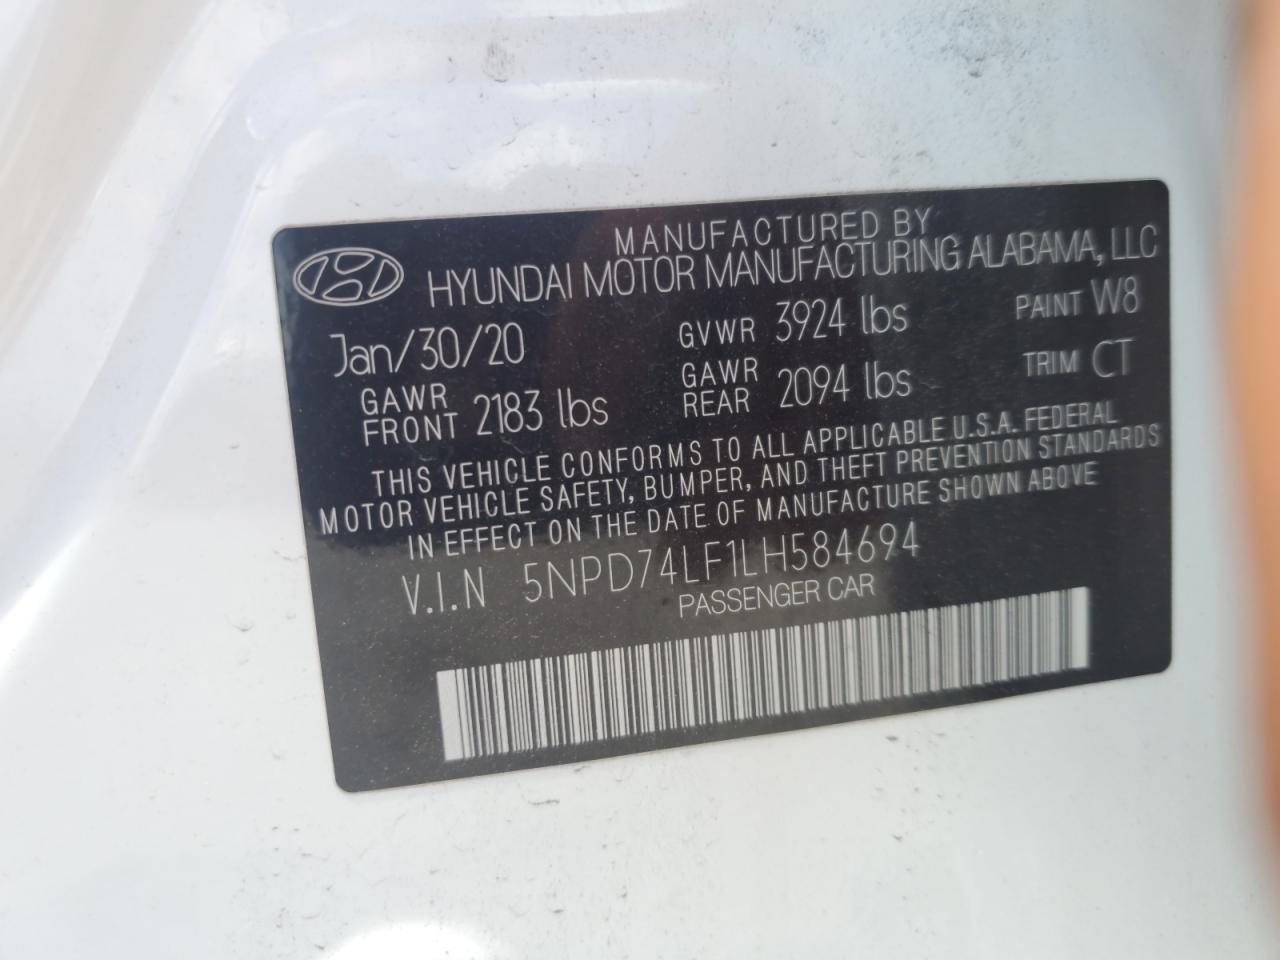 MANUFACTURED BY
HYUNDAI MOTOR MANUFACTURING ALABAMA, LLC
Jan/30/20 GVWR 3924 lbs PAINT W8
GAWR FRONT 2183 lbs GAWR REAR 2094 lbs TRIM CT
THIS VEHICLE CONFORMS TO ALL APPLICABLE U.S.A. FEDERAL
MOTOR VEHICLE SAFETY, BUMPER, AND THEFT PREVENTION STANDARDS
IN EFFECT ON THE DATE OF MANUFACTURE SHOWN ABOVE
V.I.N 5NPD74LF1LH584694
PASSENGER CAR